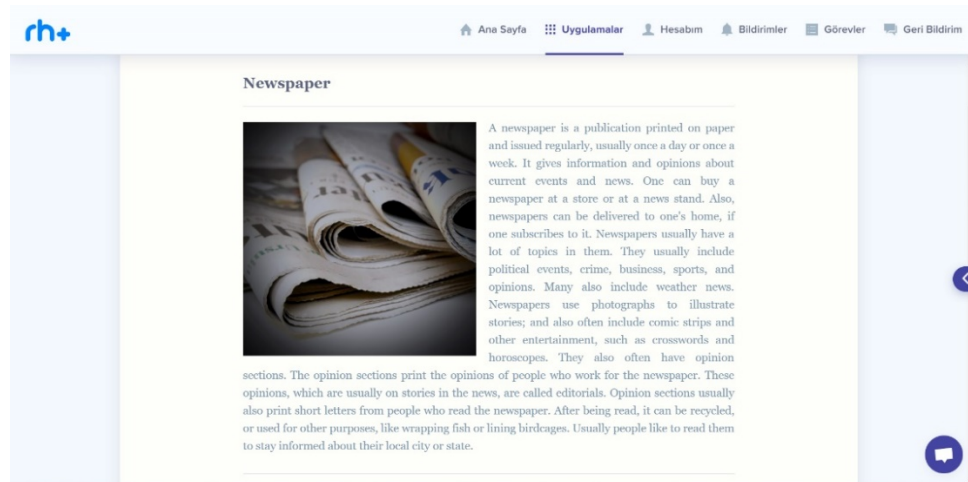 rh+
Ana Sayfa
Uygulamalar
Hesabım
Bildirimler
Görevler
Geri Bildirim
Newspaper
A newspaper is a publication printed on paper
and issued regularly, usually once a day or once a
week. It gives information and opinions about
current events and news. One can buy a
newspaper at a store or at a news stand. Also,
newspapers can be delivered to one's home, if
one subscribes to it. Newspapers usually have a
lot of topics in them. They usually include
political events, crime, business, sports, and
opinions. Many also include weather news.
Newspapers use photographs to illustrate
stories; and also often include comic strips and
other entertainment, such as crosswords and
horoscopes. They also often have opinion
sections. The opinion sections print the opinions of people who work for the newspaper. These
opinions, which are usually on stories in the news, are called editorials. Opinion sections usually
also print short letters from people who read the newspaper. After being read, it can be recycled,
or used for other purposes, like wrapping fish or lining birdcages. Usually people like to read them
to stay informed about their local city or state.